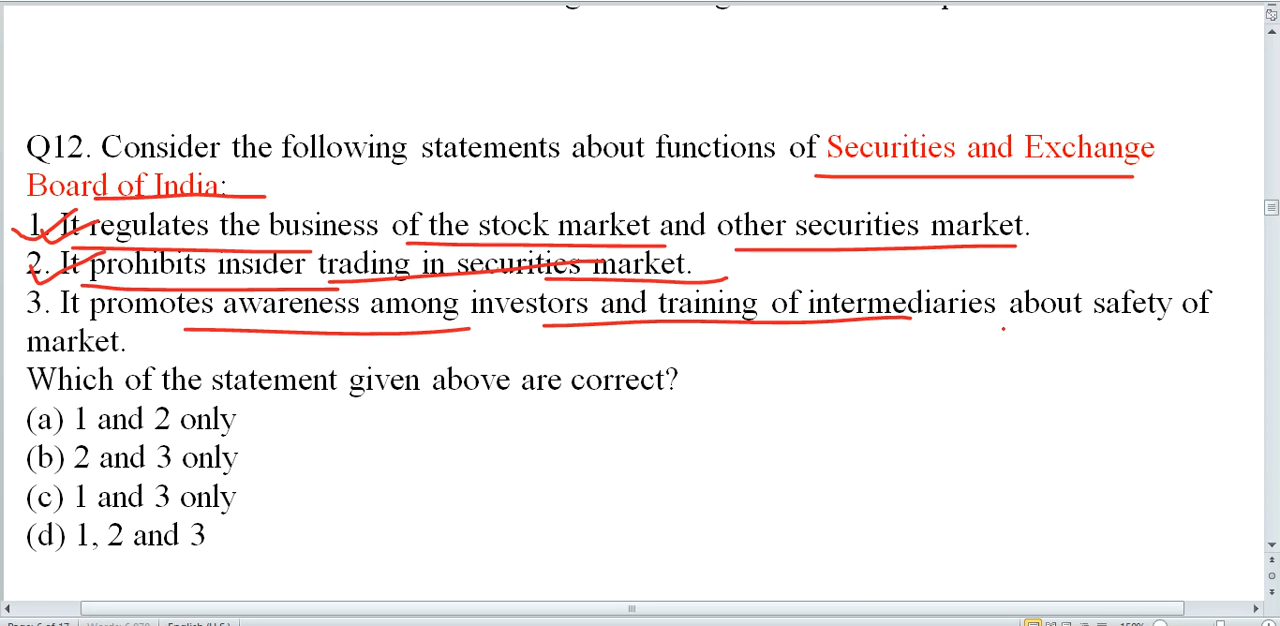 Q12. Consider the following statements about functions of Securities and Exchange
Board of India:
1. It regulates the business of the stock market and other securities market.
2. It prohibits insider trading in securities market.
3. It promotes awareness among investors and training of intermediaries about safety of
market.
Which of the statement given above are correct?
(a) 1 and 2 only
(b) 2 and 3 only
(c) 1 and 3 only
(d) 1, 2 and 3